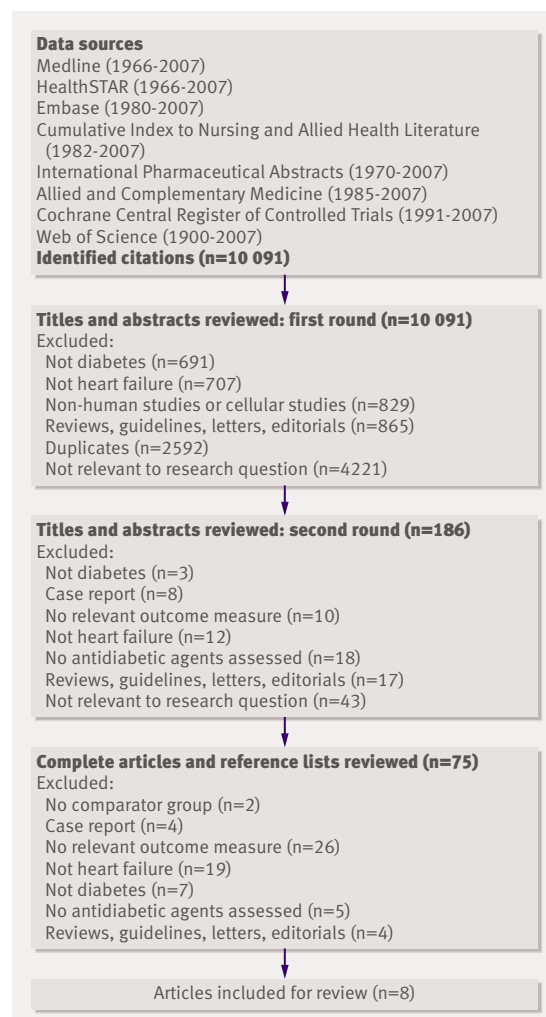 Data sources
Medline (1966-2007)
HealthSTAR (1966-2007)
Embase (1980-2007)
Cumulative Index to Nursing and Allied Health Literature
(1982-2007)
International Pharmaceutical Abstracts (1970-2007)
Allied and Complementary Medicine (1985-2007)
Cochrane Central Register of Controlled Trials (1991-2007)
Web of Science (1900-2007)
Identified citations (n=10 091)
Titles and abstracts reviewed: first round (n=10 091)
Excluded:
Not diabetes (n=691)
Not heart failure (n=707)
Non-human studies or cellular studies (n=829)
Reviews, guidelines, letters, editorials (n=865)
Duplicates (n=2592)
Not relevant to research question (n=4221)
Titles and abstracts reviewed: second round (n=186)
Excluded:
Not diabetes (n=3)
Case report (n=8)
No relevant outcome measure (n=10)
Not heart failure (n=12)
No antidiabetic agents assessed (n=18)
Reviews, guidelines, letters, editorials (n=17)
Not relevant to research question (n=43)
Complete articles and reference lists reviewed (n=75)
Excluded:
No comparator group (n=2)
Case report (n=4)
No relevant outcome measure (n=26)
Not heart failure (n=19)
Not diabetes (n=7)
No antidiabetic agents assessed (n=5)
Reviews, guidelines, letters, editorials (n=4)
Articles included for review (n=8)